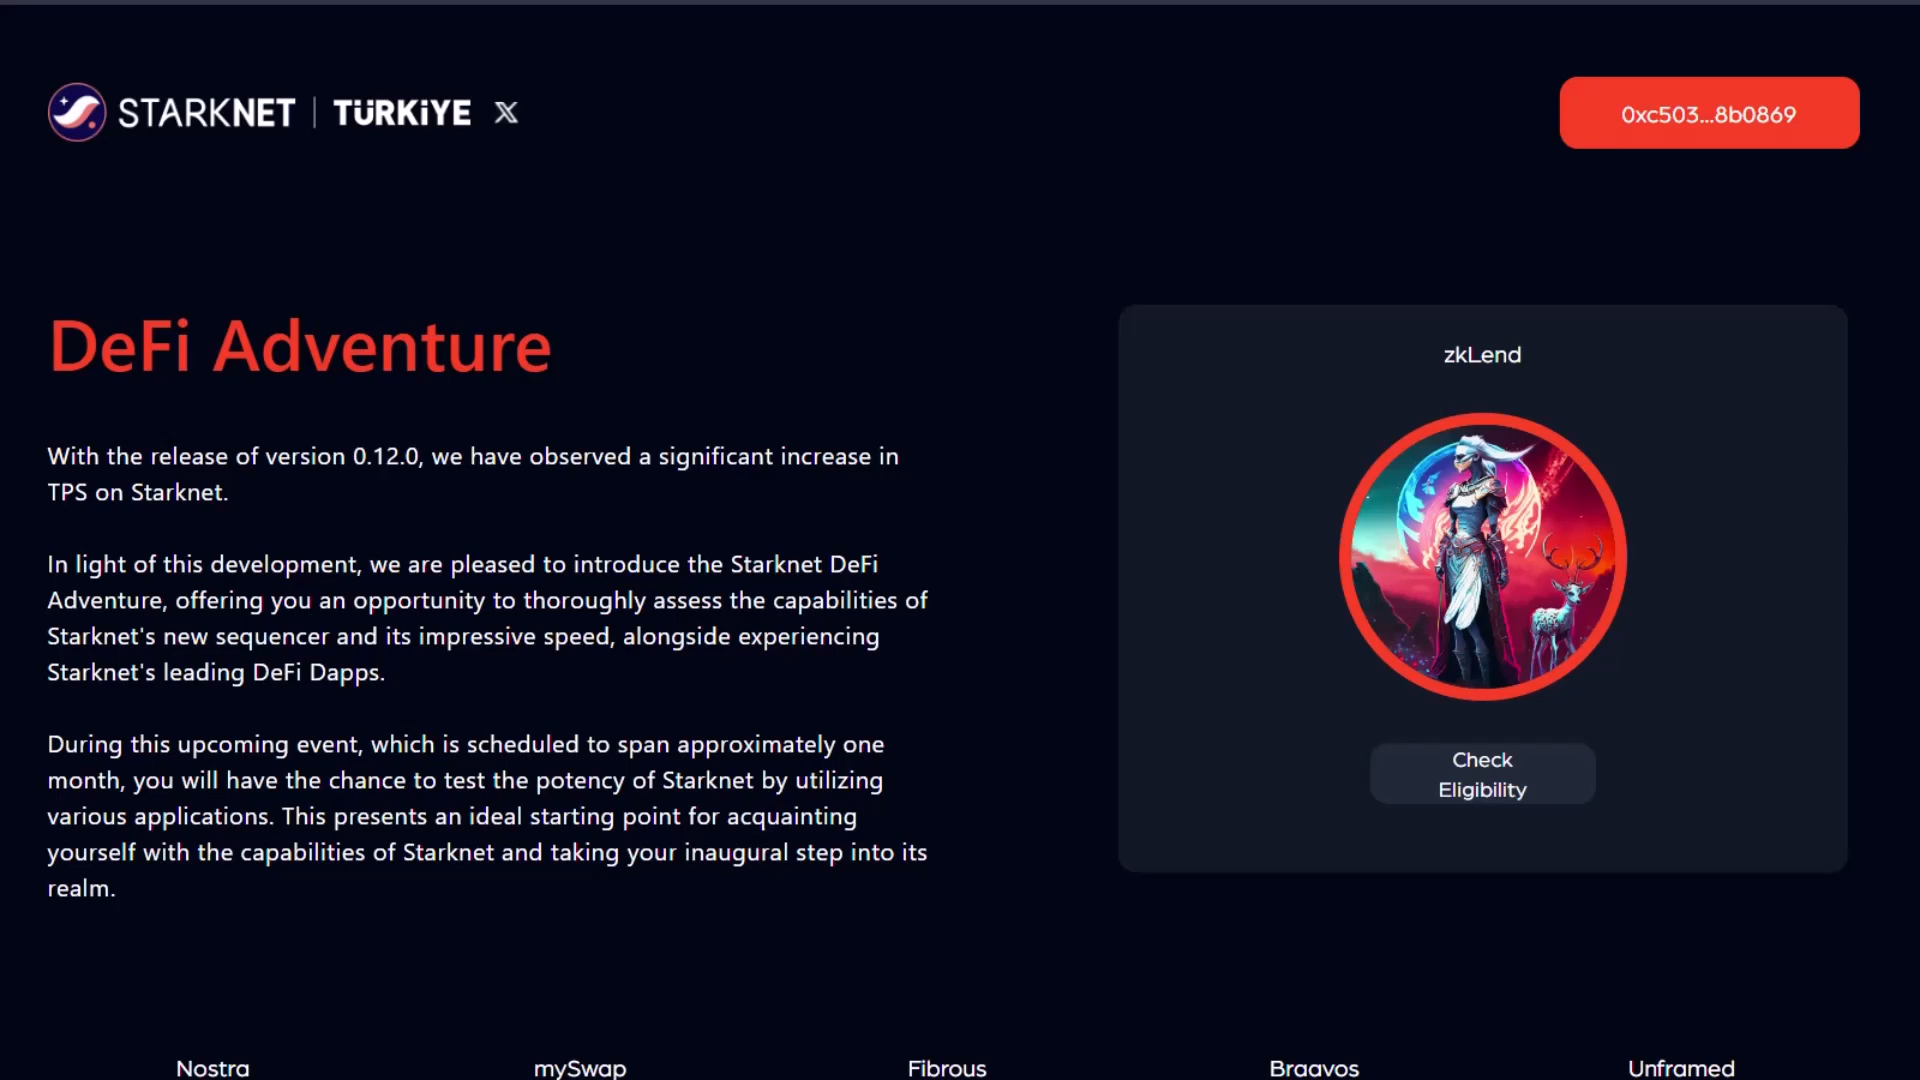 STARKNET | TÜRKiYE X
0xc503...8b0869
DeFi Adventure
With the release of version 0.12.0, we have observed a significant increase in
TPS on Starknet.
In light of this development, we are pleased to introduce the Starknet DeFi
Adventure, offering you an opportunity to thoroughly assess the capabilities of
Starknet's new sequencer and its impressive speed, alongside experiencing
Starknet's leading DeFi Dapps.
During this upcoming event, which is scheduled to span approximately one
month, you will have the chance to test the potency of Starknet by utilizing
various applications. This presents an ideal starting point for acquainting
yourself with the capabilities of Starknet and taking your inaugural step into its
realm.
zkLend
Check
Eligibility
Nostra
mySwap
Fibrous
Braavos
Unframed